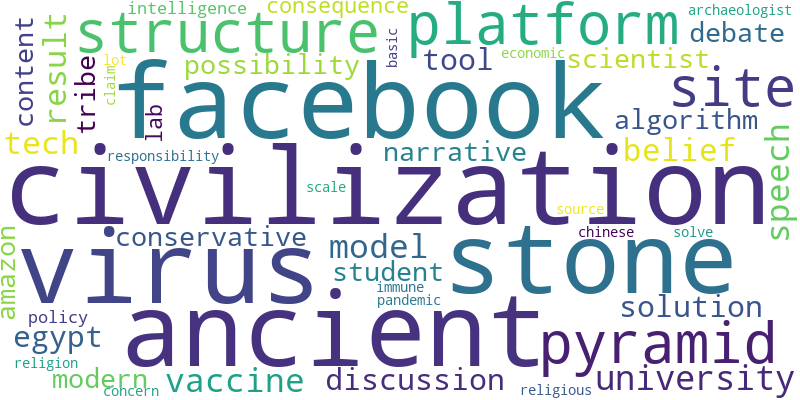 intelligence
consequence
archaeologist
structure
platform
debate
content
result
tribe
lot
claim
basic
possibility
tool
economic
scientist
lab
facebook
site
algorithm
tech
responsibility
narrative
belief
speech
civilization
scale
source
chinese
solve
amazon
conservative
virus
model
stone
student
immune
pandemic
solution
policy
egypt
ancient
pyramid
religion
modern
concern
vaccine
discussion
religious
university